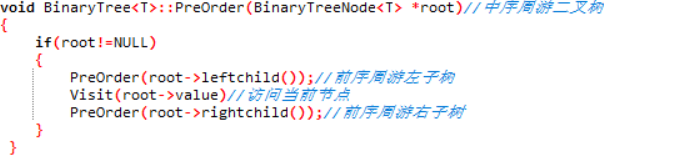 void BinaryTree<T>::PreOrder(BinaryTreeNode<T> *root)//中序周游二叉树
{
if(root!=NULL)
{
PreOrder(root->leftchild());//前序周游左子树
Visit(root->value)//访问当前节点
PreOrder(root->rightchild());//前序周游右子树
}
}